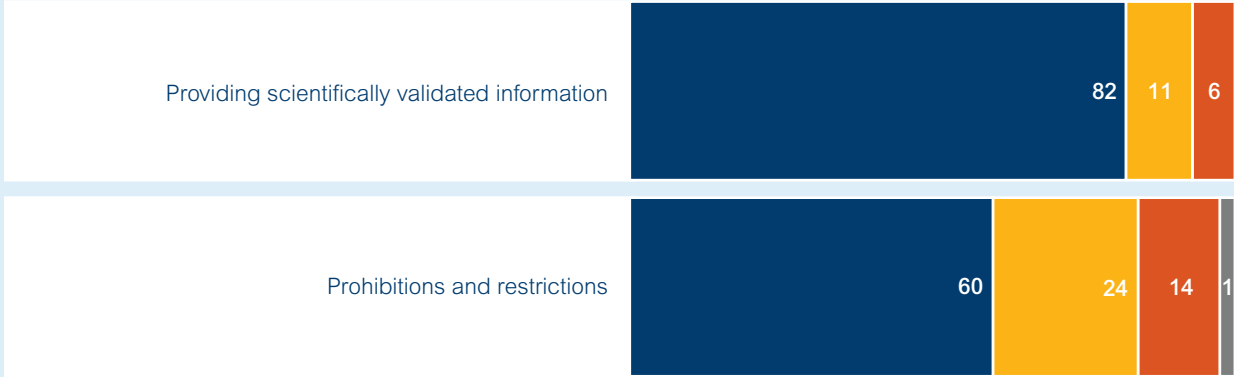 Providing scientifically validated information 82 11 6
Prohibitions and restrictions 60 24 14 1